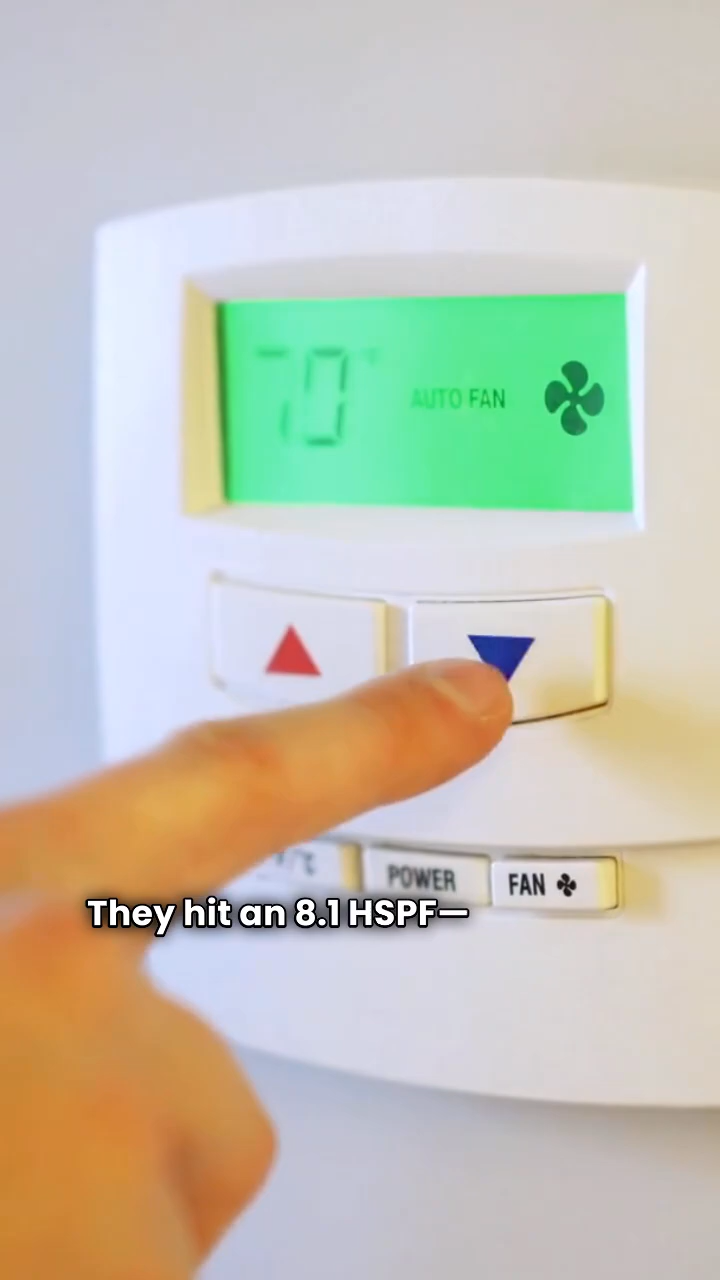 70°
AUTO FAN
°F/°C
POWER
FAN
They hit an 8.1 HSPF—